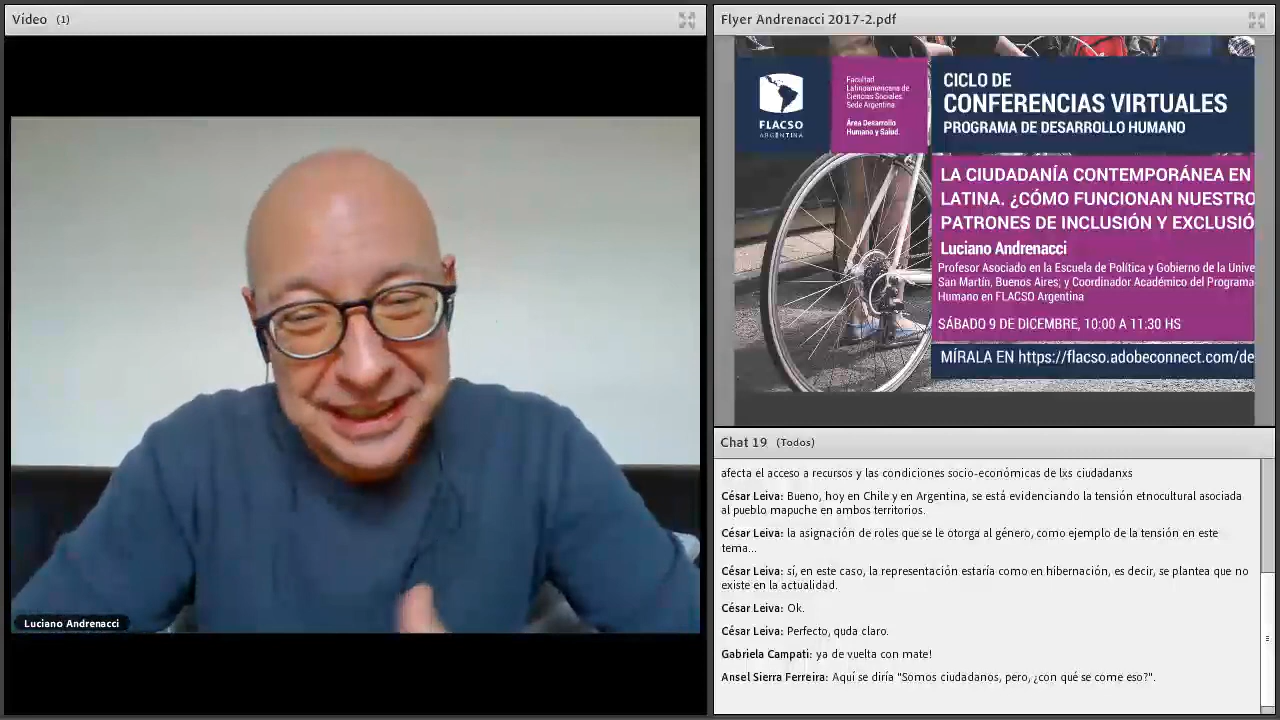 Vídeo (1)
Luciano Andrenacci
Flyer Andrenacci 2017-2.pdf
FLACSO
ARGENTINA
Facultad
Latinoamericana de
Ciencias Sociales.
Sede Argentina
Área Desarrollo
Humano y Salud.
CICLO DE
CONFERENCIAS VIRTUALES
PROGRAMA DE DESARROLLO HUMANO
LA CIUDADANÍA CONTEMPORÁNEA EN
LATINA. ¿CÓMO FUNCIONAN NUESTRO
PATRONES DE INCLUSIÓN Y EXCLUSIÓ
Luciano Andrenacci
Profesor Asociado en la Escuela de Política y Gobierno de la Unive
San Martín, Buenos Aires; y Coordinador Académico del Programa
Humano en FLACSO Argentina
SÁBADO 9 DE DICEMBRE, 10:00 A 11:30 HS
MÍRALA EN https://flacso.adobeconnect.com/de
Chat 19 (Todos)
afecta el acceso a recursos y las condiciones socio-económicas de lxs ciudadanxs
César Leiva: Bueno, hoy en Chile y en Argentina, se está evidenciando la tensión etnocultural asociada
al pueblo mapuche en ambos territorios.
César Leiva: la asignación de roles que se le otorga al género, como ejemplo de la tensión en este
tema...
César Leiva: sí, en este caso, la representación estaría como en hibernación, es decir, se plantea que no
existe en la actualidad.
César Leiva: Ok.
César Leiva: Perfecto, quda claro.
Gabriela Campati: ya de vuelta con mate!
Ansel Sierra Ferreira: Aquí se diría "Somos ciudadanos, pero, ¿con qué se come eso?".